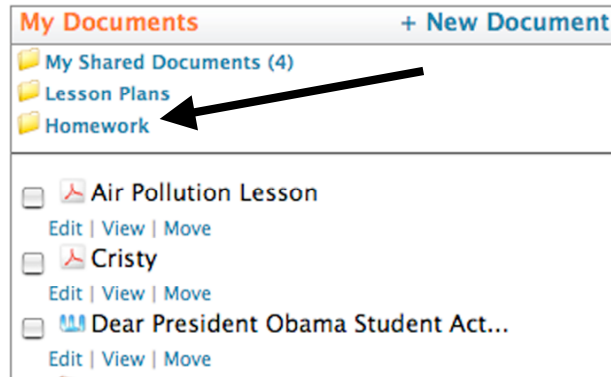 My Documents + New Document
My Shared Documents (4)
Lesson Plans
Homework
Air Pollution Lesson
Edit | View | Move
Cristy
Edit | View | Move
Dear President Obama Student Act...
Edit | View | Move